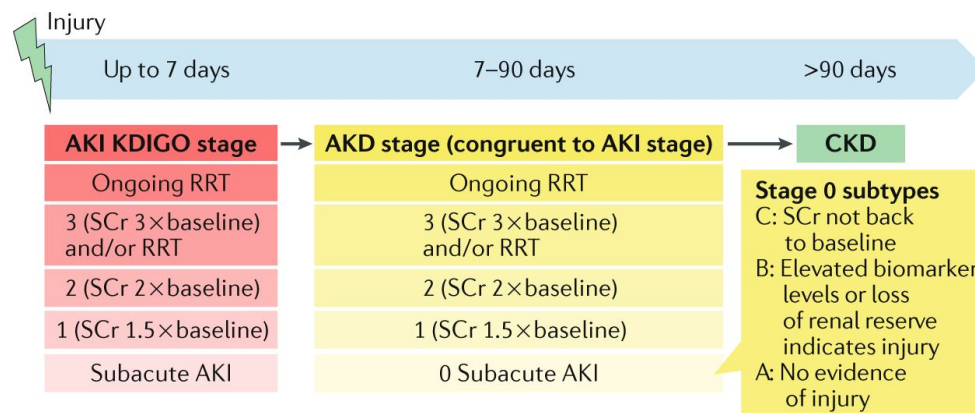 Injury
Up to 7 days
7–90 days
>90 days
AKI KDIGO stage
Ongoing RRT
3 (SCr 3×baseline)
and/or RRT
2 (SCr 2×baseline)
1 (SCr 1.5×baseline)
Subacute AKI
AKD stage (congruent to AKI stage)
Ongoing RRT
3 (SCr 3×baseline)
and/or RRT
2 (SCr 2×baseline)
1 (SCr 1.5×baseline)
0 Subacute AKI
CKD
Stage 0 subtypes
C: SCr not back
to baseline
B: Elevated biomarker
levels or loss
of renal reserve
indicates injury
A: No evidence
of injury